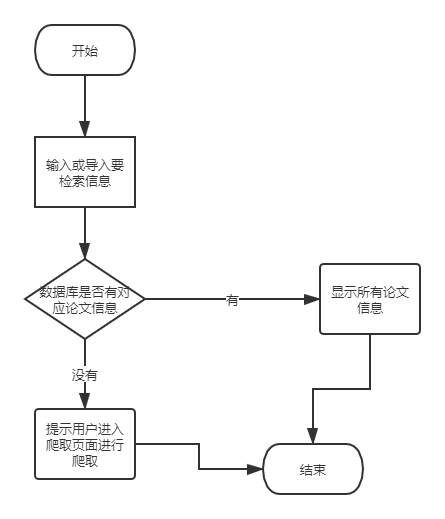 开始
输入或导入要
检索信息
数据库是否有对
应论文信息
有
显示所有论文
信息
没有
提示用户进入
爬取页面进行
爬取
结束